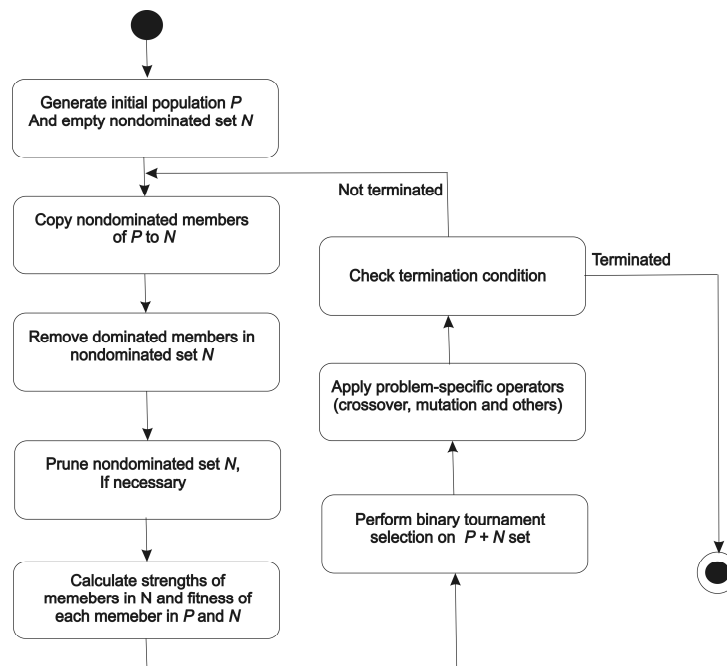 Generate initial population P
And empty nondominated set N
Copy nondominated members
of P to N
Remove dominated members in
nondominated set N
Prune nondominated set N,
If necessary
Calculate strengths of
memebers in N and fitness of
each memeber in P and N
Perform binary tournament
selection on P + N set
Apply problem-specific operators
(crossover, mutation and others)
Check termination condition
Not terminated
Terminated